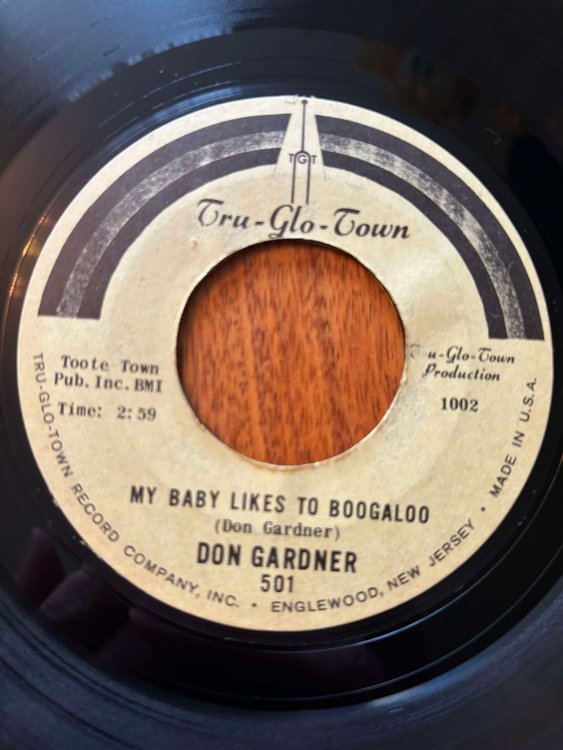 TGT
Tru-Glo-Town
Toote Town
Pub. Inc. BMI
Time: 2:59
u-Glo-Town
Production
1002
MY BABY LIKES TO BOOGALOO
(Don Gardner)
DON GARDNER
501
TRU-GLO-TOWN RECORD COMPANY, INC. • ENGLEWOOD, NEW JERSEY • MADE IN U.S.A.